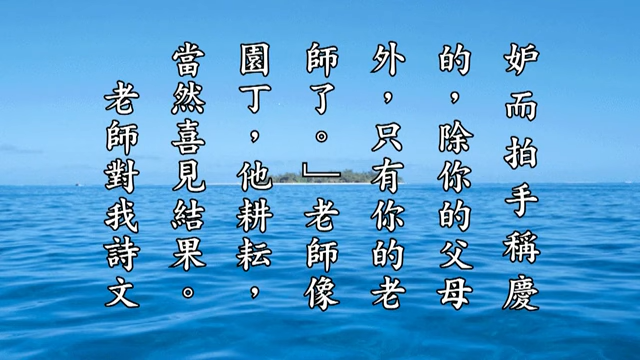 妒而拍手稱慶
的，除你的父母
外，只有你的老
師了。」老師像
園丁，他耕耘，
當然喜見結果。
老師對我詩文